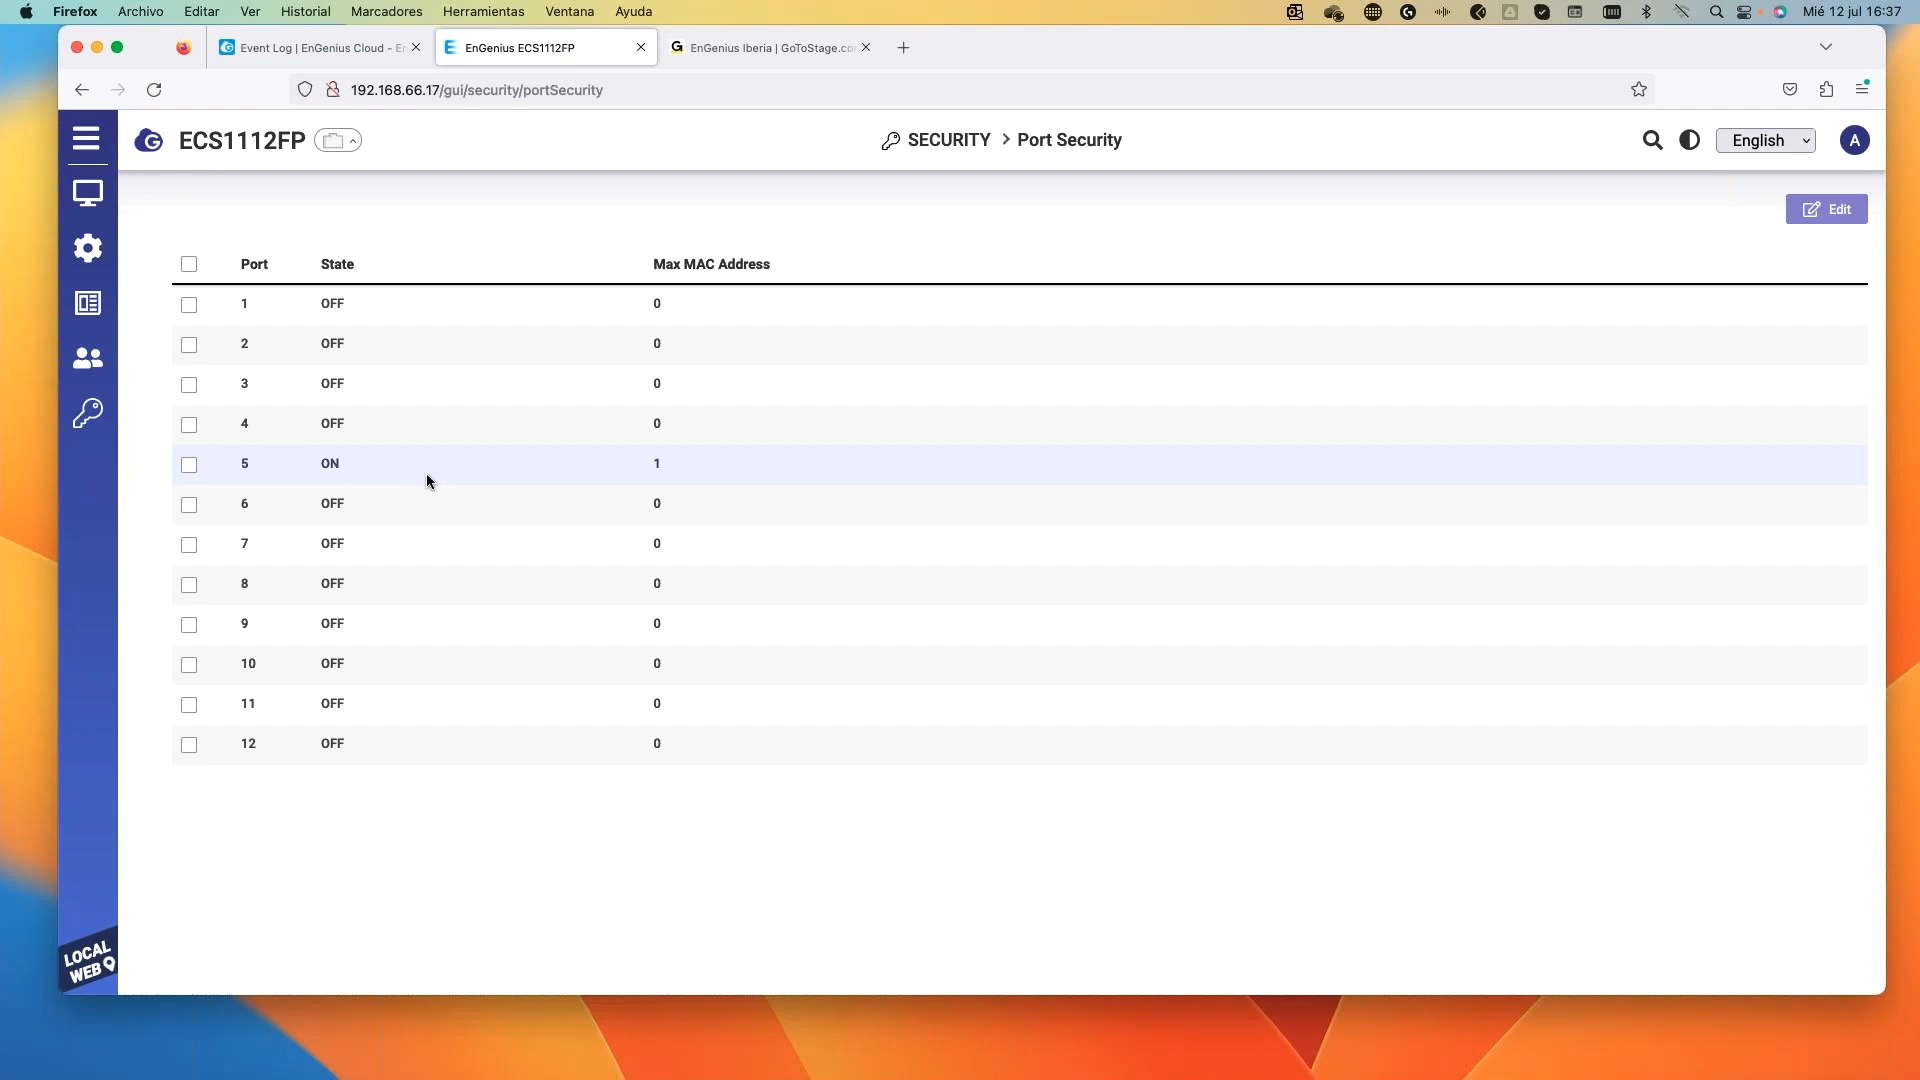 Firefox Archivo Editar Ver Historial Marcadores Herramientas Ventana Ayuda Mié 12 jul 16:37
Event Log | EnGenius Cloud - En EnGenius ECS1112FP EnGenius Iberia | GoToStage.co
192.168.66.17/gui/security/portSecurity
ECS1112FP SECURITY > Port Security English A
Edit
Port State Max MAC Address
1 OFF 0
2 OFF 0
3 OFF 0
4 OFF 0
5 ON 1
6 OFF 0
7 OFF 0
8 OFF 0
9 OFF 0
10 OFF 0
11 OFF 0
12 OFF 0
LOCAL
WEB